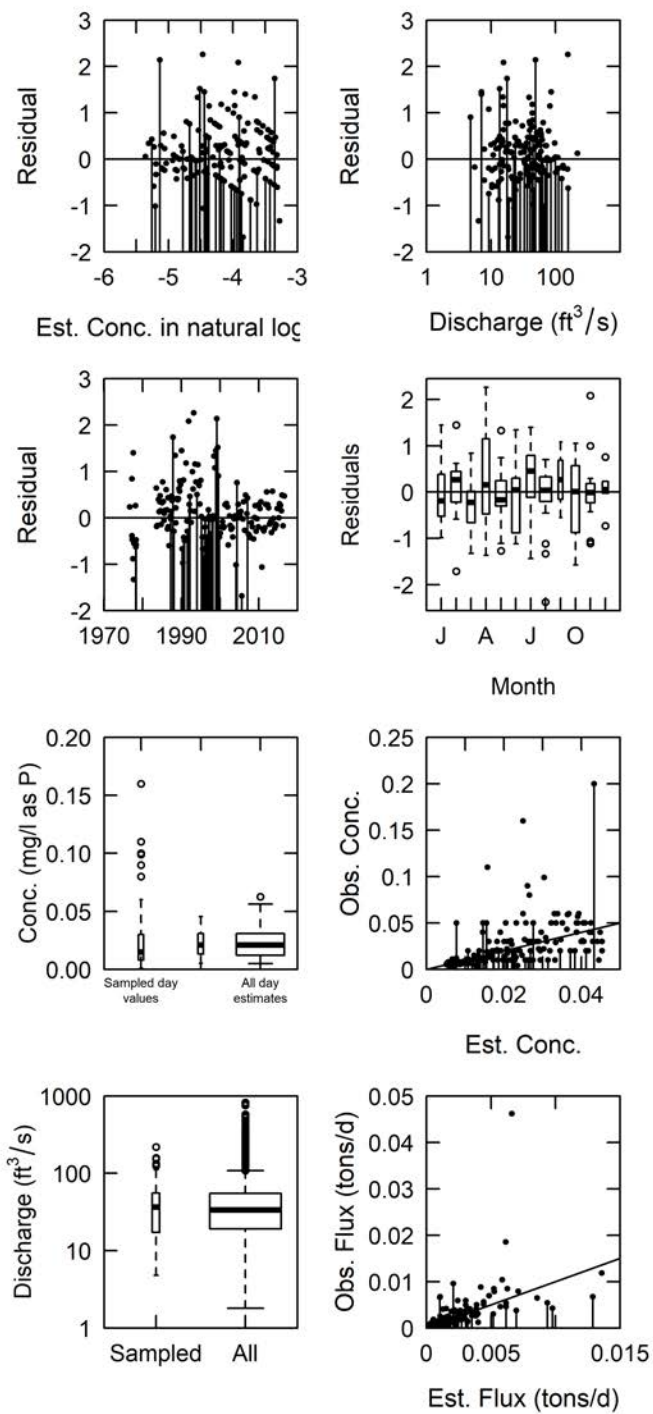 Residual
3
2
1
0
-1
-2
-6 -5 -4 -3
Est. Conc. in natural log
Residual
3
2
1
0
-1
-2
1 10 100
Discharge (ft³/s)
Residual
3
2
1
0
-1
-2
1970 1990 2010
Residuals
2
1
0
-1
-2
J A J O
Month
Conc. (mg/l as P)
0.20
0.15
0.10
0.05
0.00
Sampled day values
All day estimates
Obs. Conc.
0.25
0.20
0.15
0.10
0.05
0
0 0.02 0.04
Est. Conc.
Discharge (ft³/s)
1000
100
10
1
Sampled All
Obs. Flux (tons/d)
0.05
0.04
0.03
0.02
0.01
0
0 0.005 0.015
Est. Flux (tons/d)